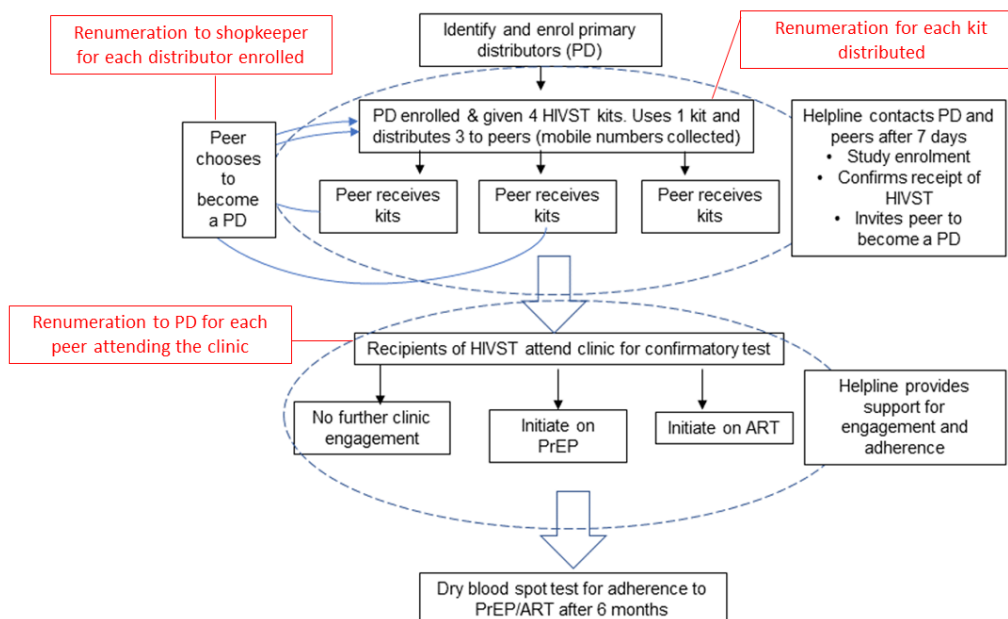 Renumeration to shopkeeper
for each distributor enrolled
Identify and enrol primary
distributors (PD)
Renumeration for each kit
distributed
Peer
chooses
to
become
a PD
PD enrolled & given 4 HIVST kits. Uses 1 kit and
distributes 3 to peers (mobile numbers collected)
Helpline contacts PD and
peers after 7 days
• Study enrolment
• Confirms receipt of
HIVST
• Invites peer to
become a PD
Peer receives
kits
Peer receives
kits
Peer receives
kits
Renumeration to PD for each
peer attending the clinic
Recipients of HIVST attend clinic for confirmatory test
No further clinic
engagement
Initiate on
PrEP
Initiate on ART
Helpline provides
support for
engagement and
adherence
Dry blood spot test for adherence to
PrEP/ART after 6 months